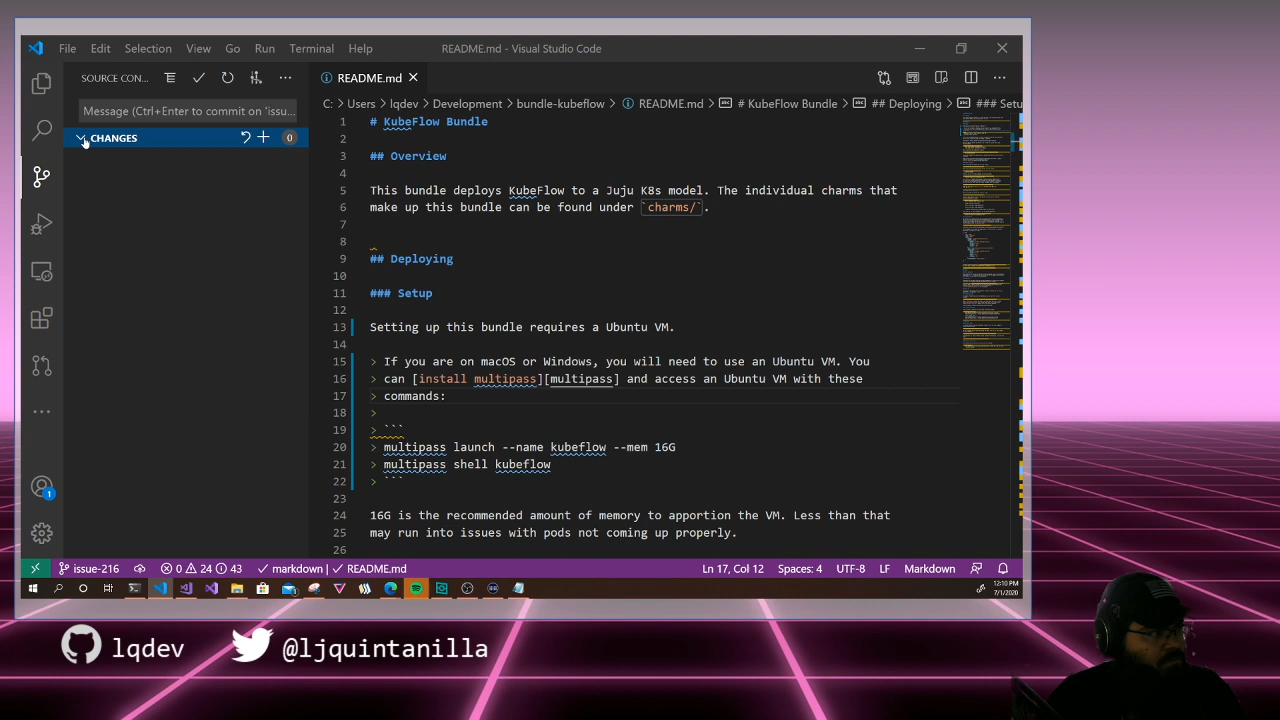 File Edit Selection View Go Run Terminal Help
README.md - Visual Studio Code
SOURCE CON...
README.md
Message (Ctrl+Enter to commit on 'issu...
CHANGES
0
C: > Users > lqdev > Development > bundle-kubeflow > README.md > # KubeFlow Bundle > ## Deploying > ### Setu
1 # KubeFlow Bundle
2
3 ## Overview
4
5 This bundle deploys KubeFlow to a Juju K8s model. The individual charms that
6 make up this bundle can be found under `charms/`.
7
8
9 ## Deploying
10
11 ### Setup
12
13 Setting up this bundle requires a Ubuntu VM.
14
15 > If you are on macOS or Windows, you will need to use an Ubuntu VM. You
16 > can [install multipass][multipass] and access an Ubuntu VM with these
17 > commands:
18 >
19 > ```
20 > multipass launch --name kubeflow --mem 16G
21 > multipass shell kubeflow
22 > ```
23
24 16G is the recommended amount of memory to apportion the VM. Less than that
25 may run into issues with pods not coming up properly.
26
1
issue-216
0 24 43
markdown | README.md
Ln 17, Col 12
Spaces: 4
UTF-8
LF
Markdown
12:10 PM
7/1/2020
lqdev
@ljquintanilla